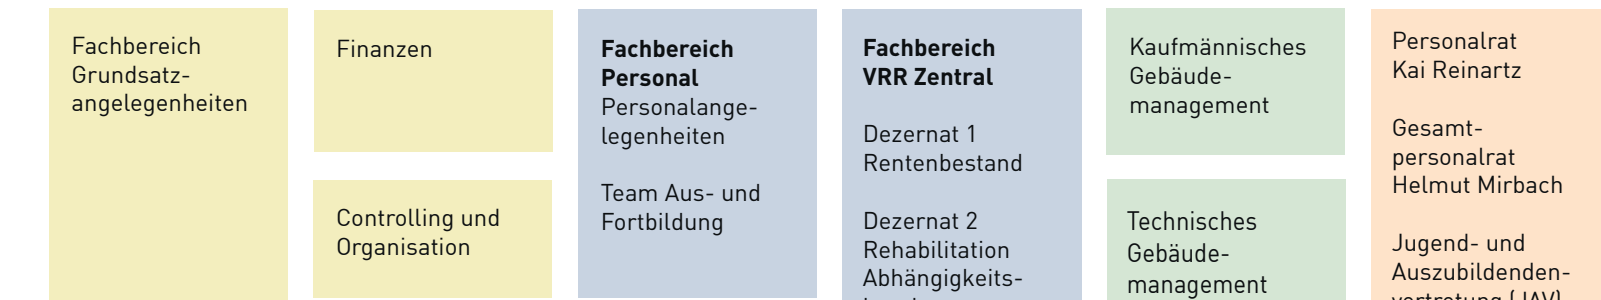 Fachbereich
Grundsatz-
angelegenheiten
Finanzen
Controlling und
Organisation
Fachbereich
Personal
Personalange-
legenheiten
Team Aus- und
Fortbildung
Fachbereich
VRR Zentral
Dezernat 1
Rentenbestand
Dezernat 2
Rehabilitation
Abhängigkeits-
Kaufmännisches
Gebäude-
management
Technisches
Gebäude-
management
Personalrat
Kai Reinartz
Gesamt-
personalrat
Helmut Mirbach
Jugend- und
Auszubildenden-
vertretung (JAV)